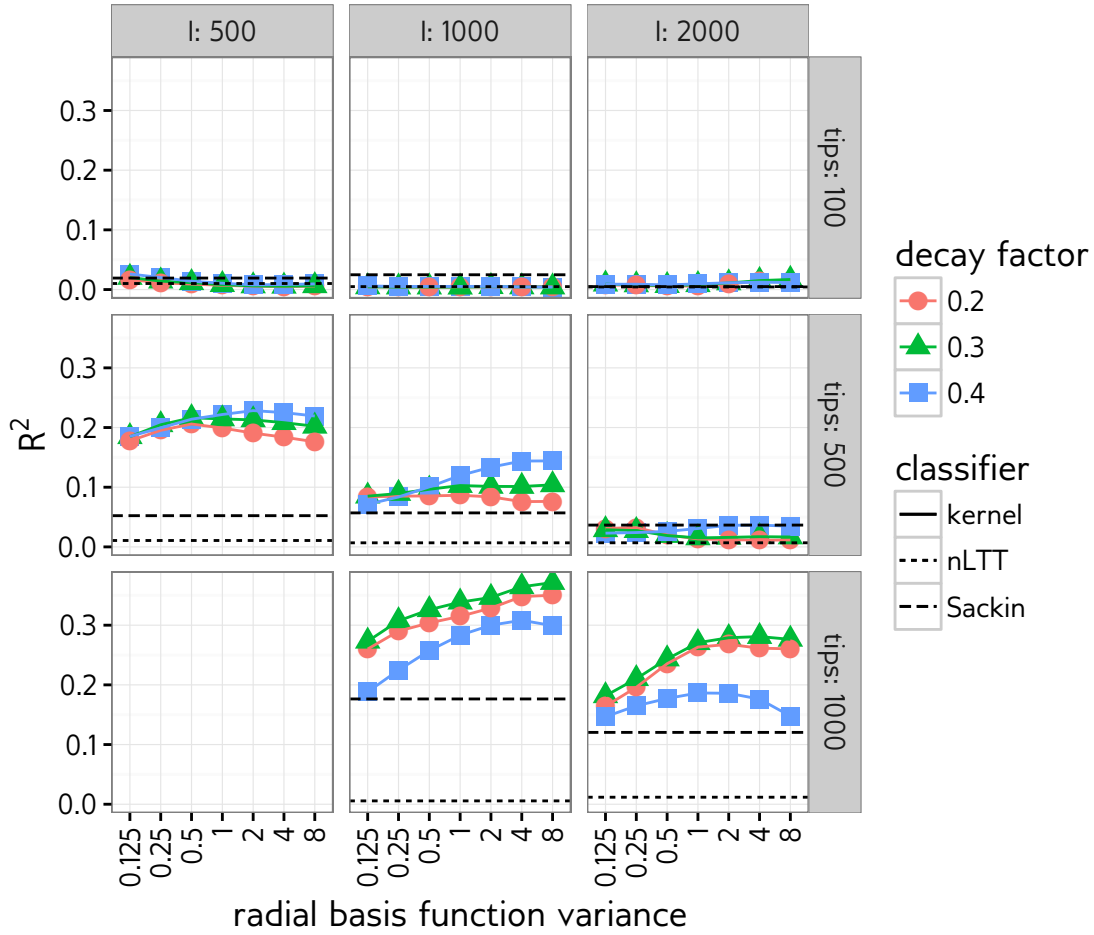 I: 500
I: 1000
I: 2000
0.3
0.2
0.1
0.0
tips: 100
0.3
0.2
0.1
0.0
tips: 500
0.3
0.2
0.1
0.0
tips: 1000
R²
0.125
0.25
0.5
1
2
4
8
0.125
0.25
0.5
1
2
4
8
0.125
0.25
0.5
1
2
4
8
radial basis function variance
decay factor
0.2
0.3
0.4
classifier
kernel
nLTT
Sackin